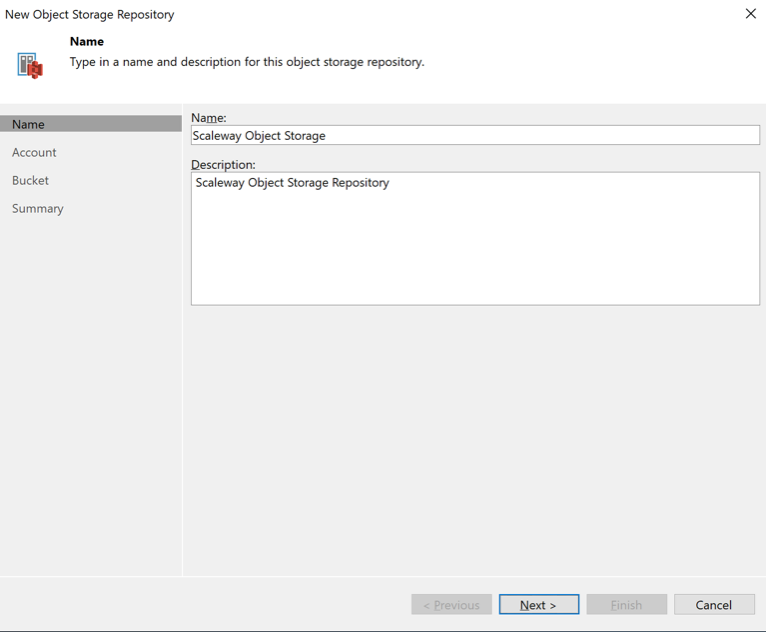 New Object Storage Repository
Name
Type in a name and description for this object storage repository.
Name
Account
Bucket
Summary
Name:
Scaleway Object Storage
Description:
Scaleway Object Storage Repository
< Previous
Next >
Finish
Cancel